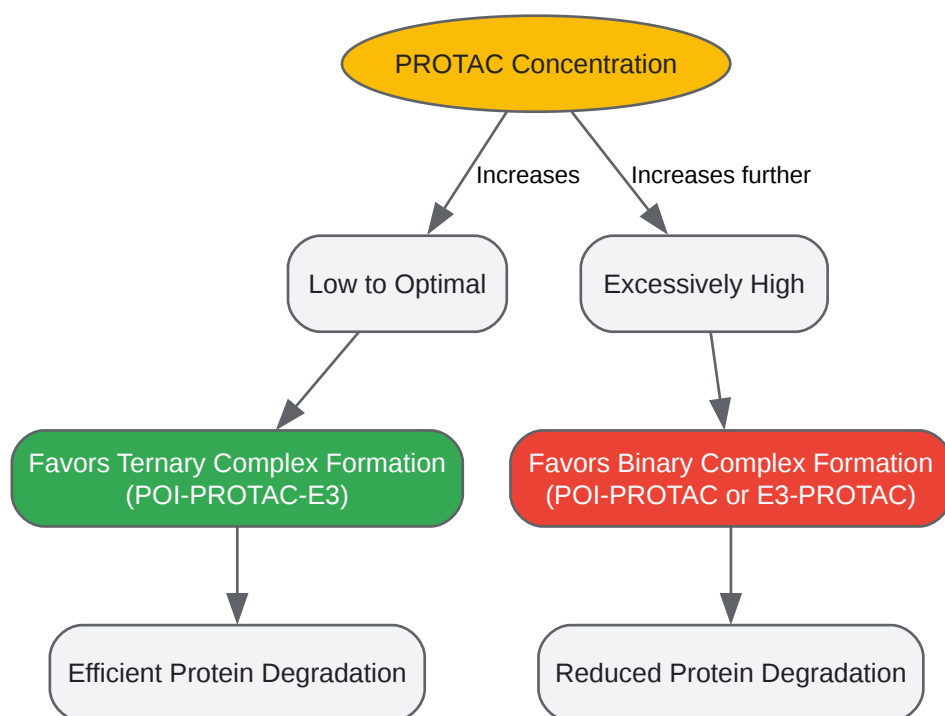 PROTAC Concentration
Increases
Increases further
Low to Optimal
Excessively High
Favors Ternary Complex Formation
(POI-PROTAC-E3)
Favors Binary Complex Formation
(POI-PROTAC or E3-PROTAC)
Efficient Protein Degradation
Reduced Protein Degradation